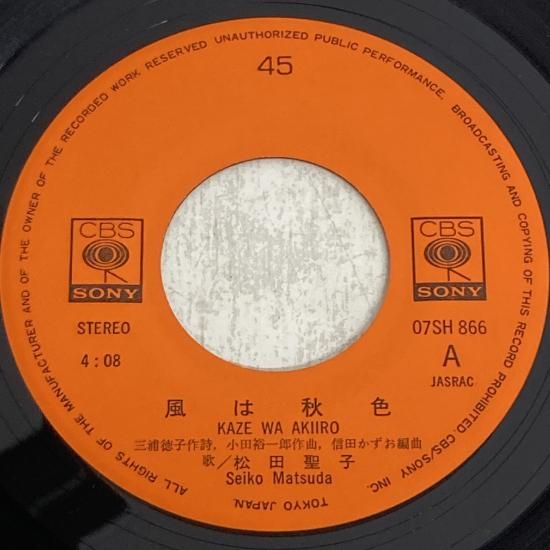 ALL RIGHTS OF THE MANUFACTURER AND OF THE OWNER OF THE RECORDED WORK RESERVED UNAUTHORIZED PUBLIC PERFORMANCE, BROADCASTING AND COPYING OF THIS RECORD PROHIBITED. CBS/SONY INC. TOKYO JAPAN.
45
CBS
SONY
CBS
SONY
STEREO
4:08
07SH 866
A
JASRAC
風は秋色
KAZE WA AKIIRO
三浦徳子作詩, 小田裕一郎作曲, 信田かずお編曲
歌／松田聖子
Seiko Matsuda